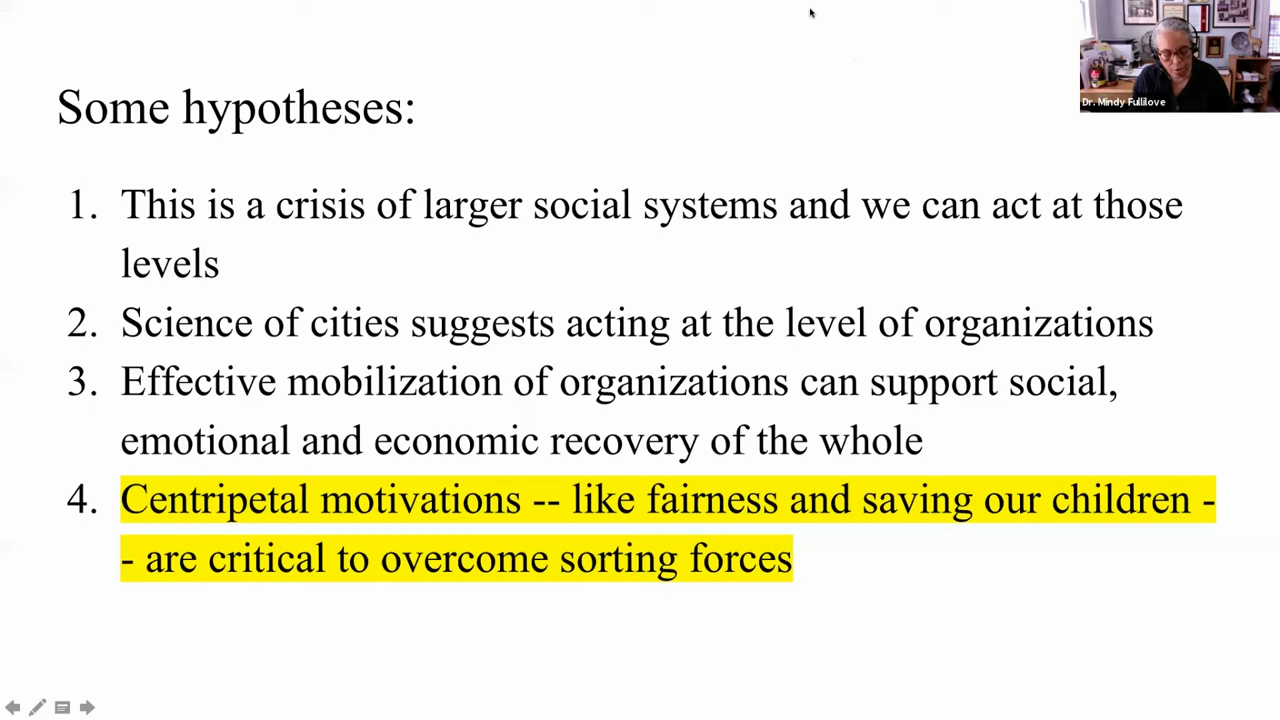 Dr. Mindy Fullilove
Some hypotheses:
1. This is a crisis of larger social systems and we can act at those
levels
2. Science of cities suggests acting at the level of organizations
3. Effective mobilization of organizations can support social,
emotional and economic recovery of the whole
4. Centripetal motivations -- like fairness and saving our children -
- are critical to overcome sorting forces